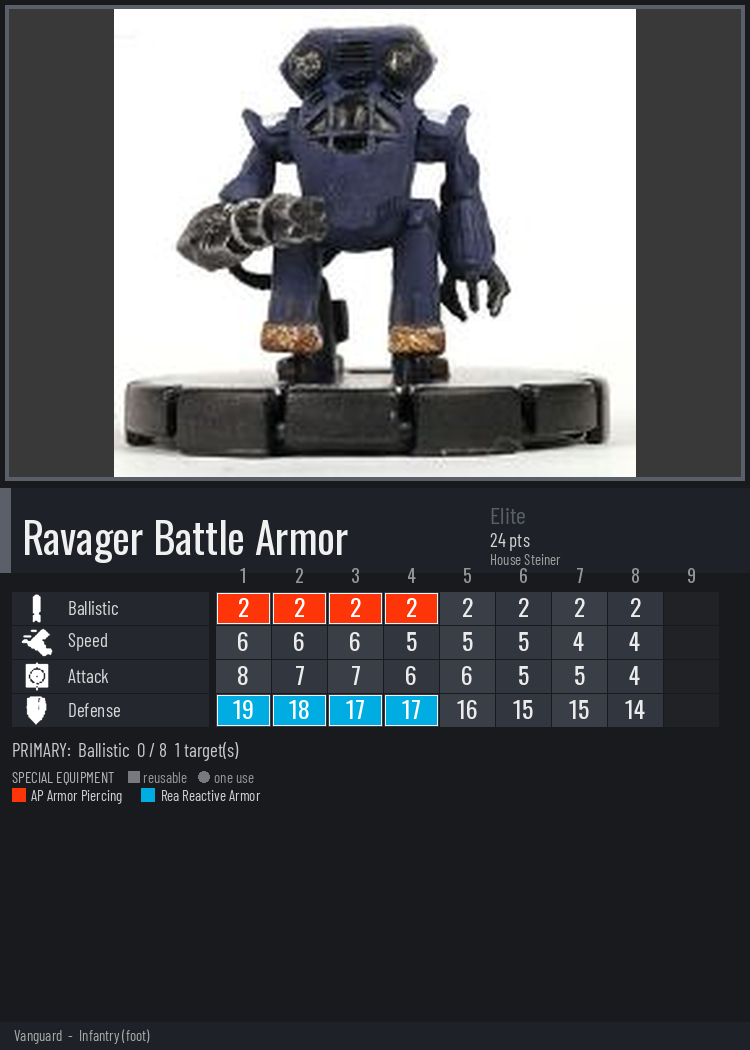 Ravager Battle Armor
Elite
24 pts
House Steiner
1 2 3 4 5 6 7 8 9
Ballistic 2 2 2 2 2 2 2 2
Speed 6 6 6 5 5 5 4 4
Attack 8 7 7 6 6 5 5 4
Defense 19 18 17 17 16 15 15 14
PRIMARY: Ballistic 0 / 8 1 target(s)
SPECIAL EQUIPMENT reusable one use
AP Armor Piercing Rea Reactive Armor
Vanguard - Infantry (foot)